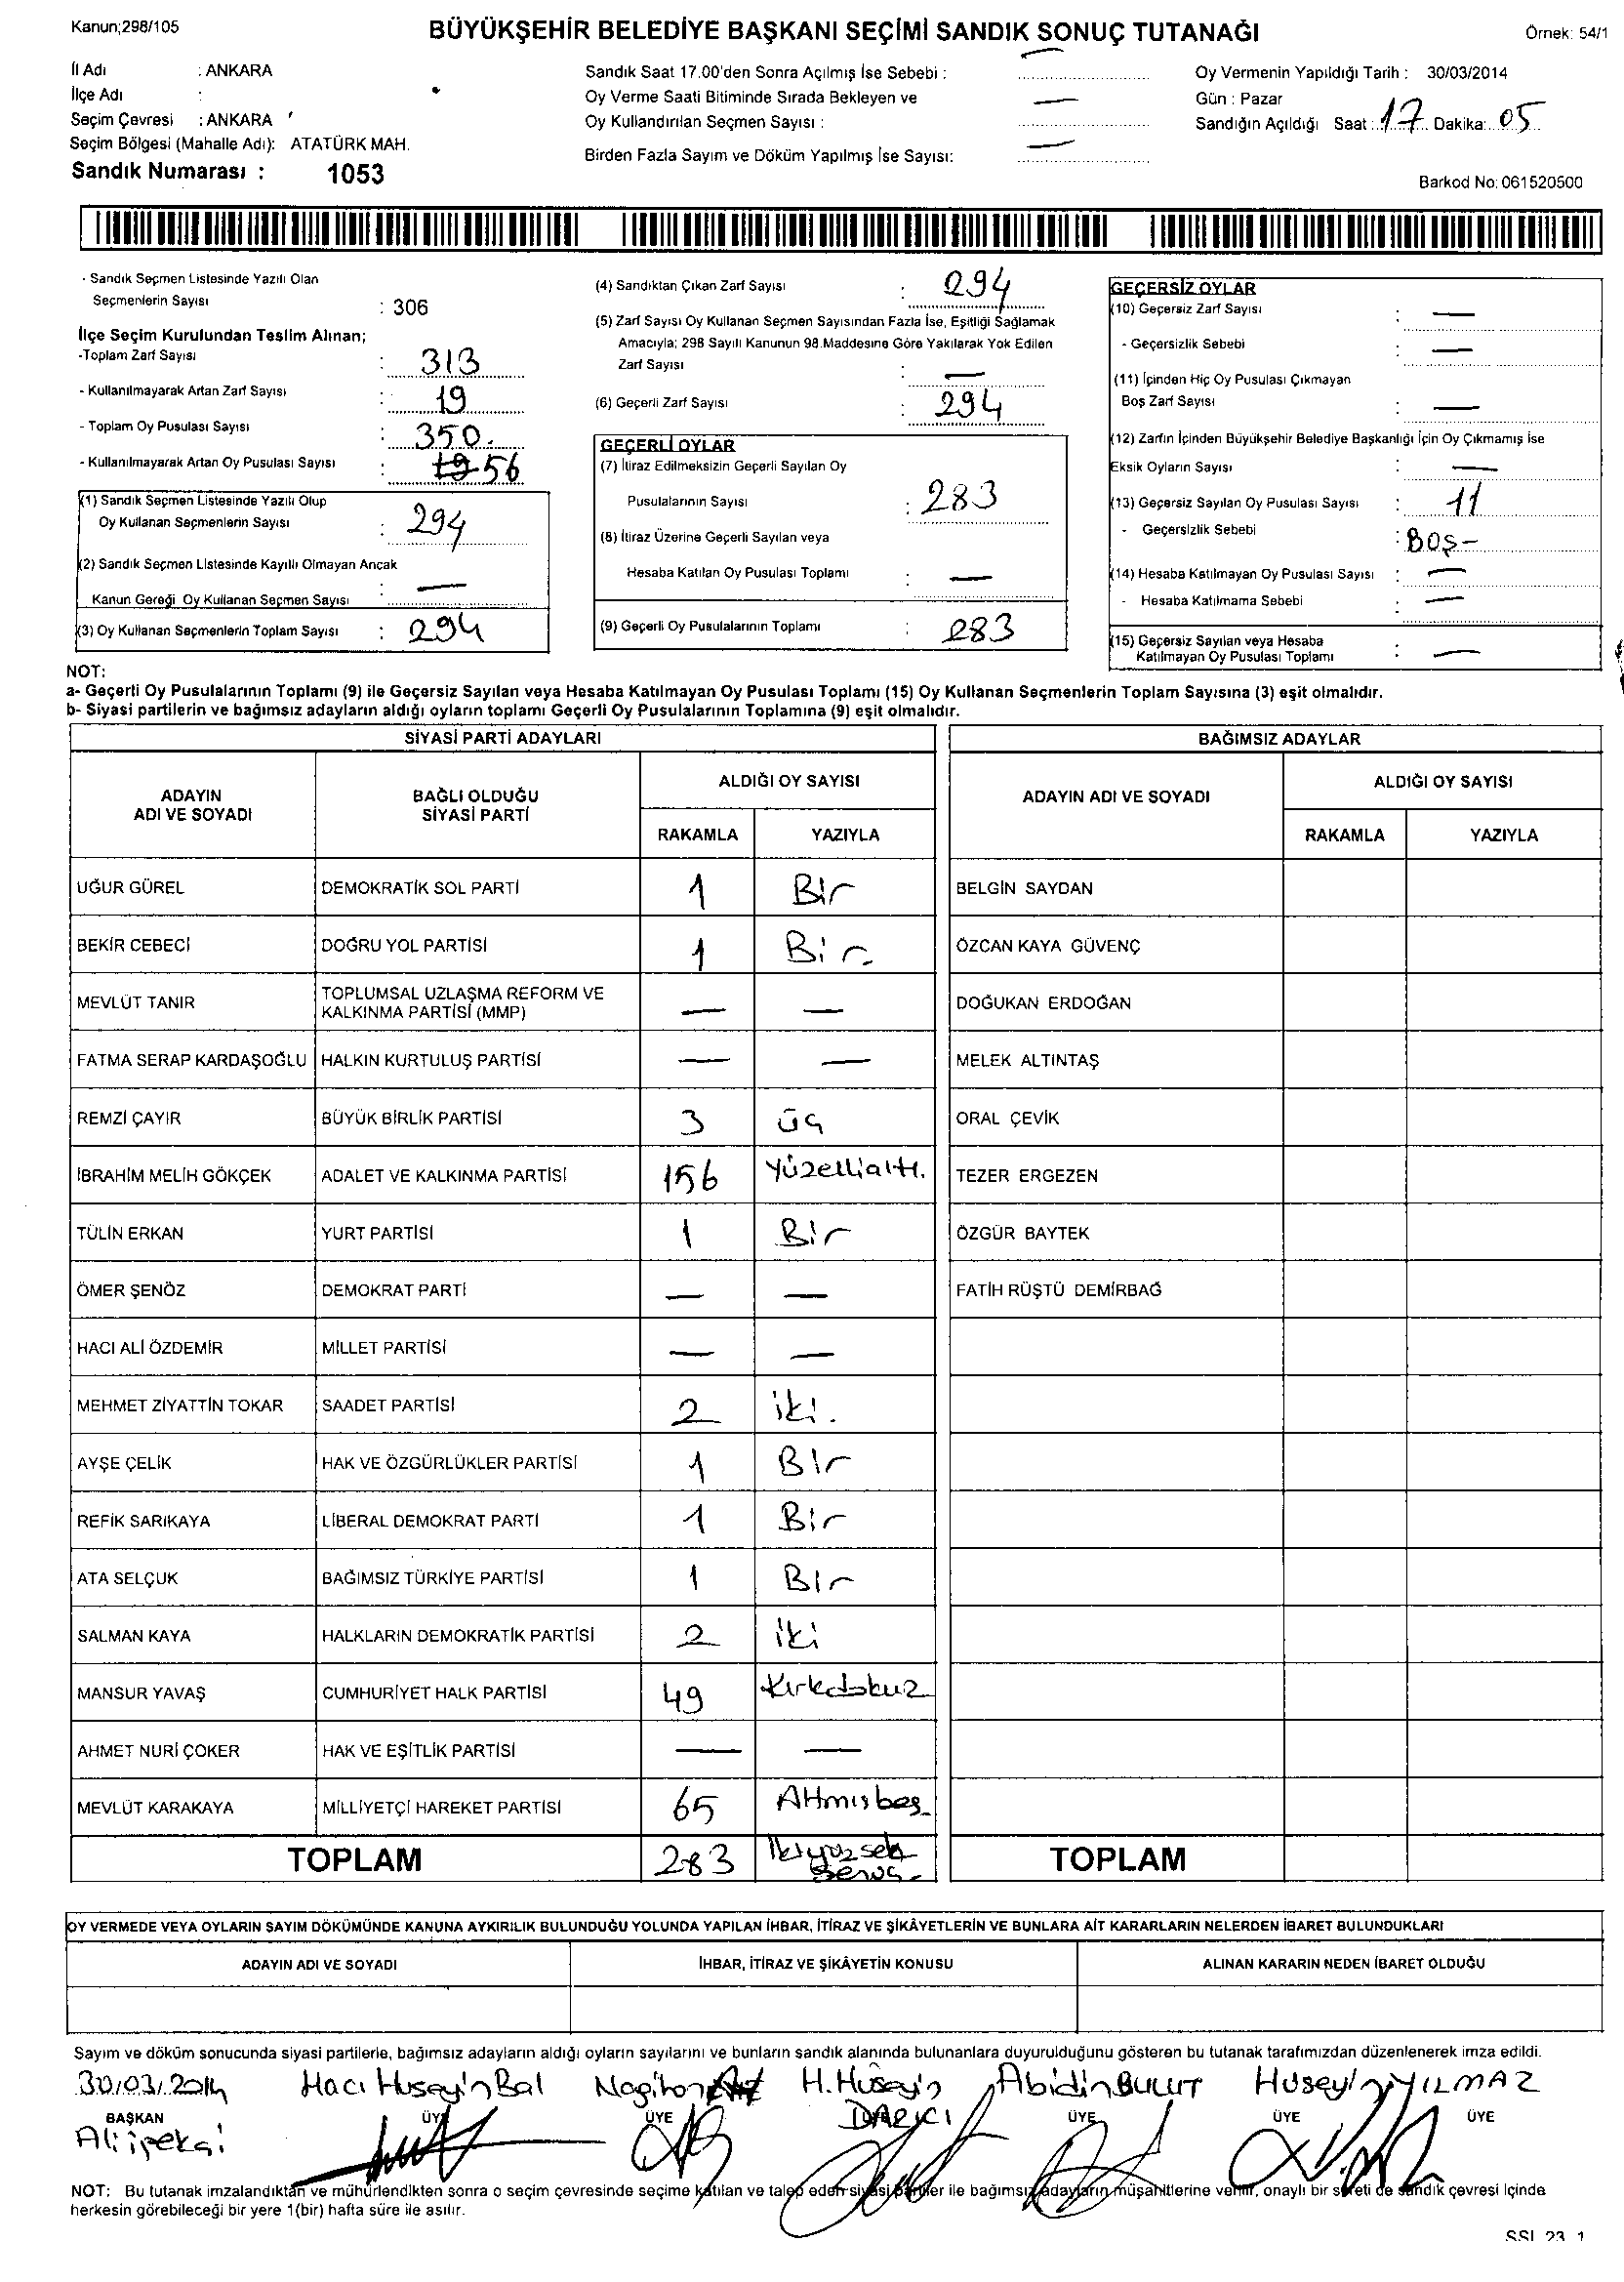 Kanun;298/105
BÜYÜKŞEHİR BELEDİYE BAŞKANI SEÇİMİ SANDIK SONUÇ TUTANAĞI
Örnek: 54/1
İl Adı : ANKARA
İlçe Adı :
Seçim Çevresi : ANKARA
Seçim Bölgesi (Mahalle Adı): ATATÜRK MAH.
Sandık Numarası : 1053
Sandık Saat 17.00'den Sonra Açılmış İse Sebebi : —
Oy Verme Saati Bitiminde Sırada Bekleyen ve
Oy Kullandırılan Seçmen Sayısı : —
Birden Fazla Sayım ve Döküm Yapılmış İse Sayısı: —
Oy Vermenin Yapıldığı Tarih : 30/03/2014
Gün : Pazar
Sandığın Açıldığı Saat : 17 Dakika: 05
Barkod No: 061520500
- Sandık Seçmen Listesinde Yazılı Olan
Seçmenlerin Sayısı : 306
İlçe Seçim Kurulundan Teslim Alınan;
-Toplam Zarf Sayısı : 313
- Kullanılmayarak Artan Zarf Sayısı : 19
- Toplam Oy Pusulası Sayısı : 350.
- Kullanılmayarak Artan Oy Pusulası Sayısı : 19 56
(1) Sandık Seçmen Listesinde Yazılı Olup
Oy Kullanan Seçmenlerin Sayısı : 294
(2) Sandık Seçmen Listesinde Kayıtlı Olmayan Ancak
Kanun Gereği Oy Kullanan Seçmen Sayısı : —
(3) Oy Kullanan Seçmenlerin Toplam Sayısı : 294
(4) Sandıktan Çıkan Zarf Sayısı : 294
(5) Zarf Sayısı Oy Kullanan Seçmen Sayısından Fazla İse, Eşitliği Sağlamak
Amacıyla; 298 Sayılı Kanunun 98.Maddesine Göre Yakılarak Yok Edilen
Zarf Sayısı : —
(6) Geçerli Zarf Sayısı : 294
GEÇERLİ OYLAR
(7) İtiraz Edilmeksizin Geçerli Sayılan Oy
Pusulalarının Sayısı : 283
(8) İtiraz Üzerine Geçerli Sayılan veya
Hesaba Katılan Oy Pusulası Toplamı : —
(9) Geçerli Oy Pusulalarının Toplamı : 283
GEÇERSİZ OYLAR
(10) Geçersiz Zarf Sayısı : —
- Geçersizlik Sebebi : —
(11) İçinden Hiç Oy Pusulası Çıkmayan
Boş Zarf Sayısı : —
(12) Zarfın İçinden Büyükşehir Belediye Başkanlığı İçin Oy Çıkmamış İse
Eksik Oyların Sayısı : —
(13) Geçersiz Sayılan Oy Pusulası Sayısı : 11
- Geçersizlik Sebebi : Boş-
(14) Hesaba Katılmayan Oy Pusulası Sayısı : —
- Hesaba Katılmama Sebebi : —
(15) Geçersiz Sayılan veya Hesaba
Katılmayan Oy Pusulası Toplamı : —
NOT:
a- Geçerli Oy Pusulalarının Toplamı (9) ile Geçersiz Sayılan veya Hesaba Katılmayan Oy Pusulası Toplamı (15) Oy Kullanan Seçmenlerin Toplam Sayısına (3) eşit olmalıdır.
b- Siyasi partilerin ve bağımsız adayların aldığı oyların toplamı Geçerli Oy Pusulalarının Toplamına (9) eşit olmalıdır.
SİYASİ PARTİ ADAYLARI
ADAYIN ADI VE SOYADI
BAĞLI OLDUĞU SİYASİ PARTİ
ALDIĞI OY SAYISI
RAKAMLA YAZIYLA
UĞUR GÜREL DEMOKRATİK SOL PARTİ 1 Bir
BEKİR CEBECİ DOĞRU YOL PARTİSİ 1 Bir
MEVLÜT TANIR TOPLUMSAL UZLAŞMA REFORM VE
KALKINMA PARTİSİ (MMP) — —
FATMA SERAP KARDAŞOĞLU HALKIN KURTULUŞ PARTİSİ — —
REMZİ ÇAYIR BÜYÜK BİRLİK PARTİSİ 3 üç
İBRAHİM MELİH GÖKÇEK ADALET VE KALKINMA PARTİSİ 156 Yüzellialtı.
TÜLİN ERKAN YURT PARTİSİ 1 Bir
ÖMER ŞENÖZ DEMOKRAT PARTİ — —
HACI ALİ ÖZDEMİR MİLLET PARTİSİ — —
MEHMET ZİYATTİN TOKAR SAADET PARTİSİ 2 iki.
AYŞE ÇELİK HAK VE ÖZGÜRLÜKLER PARTİSİ 1 Bir
REFİK SARIKAYA LİBERAL DEMOKRAT PARTİ 1 Bir
ATA SELÇUK BAĞIMSIZ TÜRKİYE PARTİSİ 1 Bir
SALMAN KAYA HALKLARIN DEMOKRATİK PARTİSİ 2 iki
MANSUR YAVAŞ CUMHURİYET HALK PARTİSİ 49 Kırkdokuz
AHMET NURİ ÇOKER HAK VE EŞİTLİK PARTİSİ — —
MEVLÜT KARAKAYA MİLLİYETÇİ HAREKET PARTİSİ 65 Altmışbeş
TOPLAM 283
BAĞIMSIZ ADAYLAR
ADAYIN ADI VE SOYADI
ALDIĞI OY SAYISI
RAKAMLA YAZIYLA
BELGİN SAYDAN
ÖZCAN KAYA GÜVENÇ
DOĞUKAN ERDOĞAN
MELEK ALTINTAŞ
ORAL ÇEVİK
TEZER ERGEZEN
ÖZGÜR BAYTEK
FATİH RÜŞTÜ DEMİRBAĞ
TOPLAM
OY VERMEDE VEYA OYLARIN SAYIM DÖKÜMÜNDE KANUNA AYKIRILIK BULUNDUĞU YOLUNDA YAPILAN İHBAR, İTİRAZ VE ŞİKÂYETLERİN VE BUNLARA AİT KARARLARIN NELERDEN İBARET BULUNDUKLARI
ADAYIN ADI VE SOYADI
İHBAR, İTİRAZ VE ŞİKÂYETİN KONUSU
ALINAN KARARIN NEDEN İBARET OLDUĞU
Sayım ve döküm sonucunda siyasi partilerle, bağımsız adayların aldığı oyların sayılarını ve bunların sandık alanında bulunanlara duyurulduğunu gösteren bu tutanak tarafımızdan düzenlenerek imza edildi.
30/03/2014 Hacı Huseyin Bal H. Hüseyin Abidin BULUT Huseyin YILMAZ
BAŞKAN ÜYE ÜYE ÜYE ÜYE ÜYE
Ali ipekçi DARICI
NOT: Bu tutanak imzalandıktan ve mühürlendikten sonra o seçim çevresinde seçime katılan ve talep eden siyasi partiler ile bağımsız adayların müşahitlerine verilir, onaylı bir sureti de sandık çevresi içinde
herkesin görebileceği bir yere 1(bir) hafta süre ile asılır.